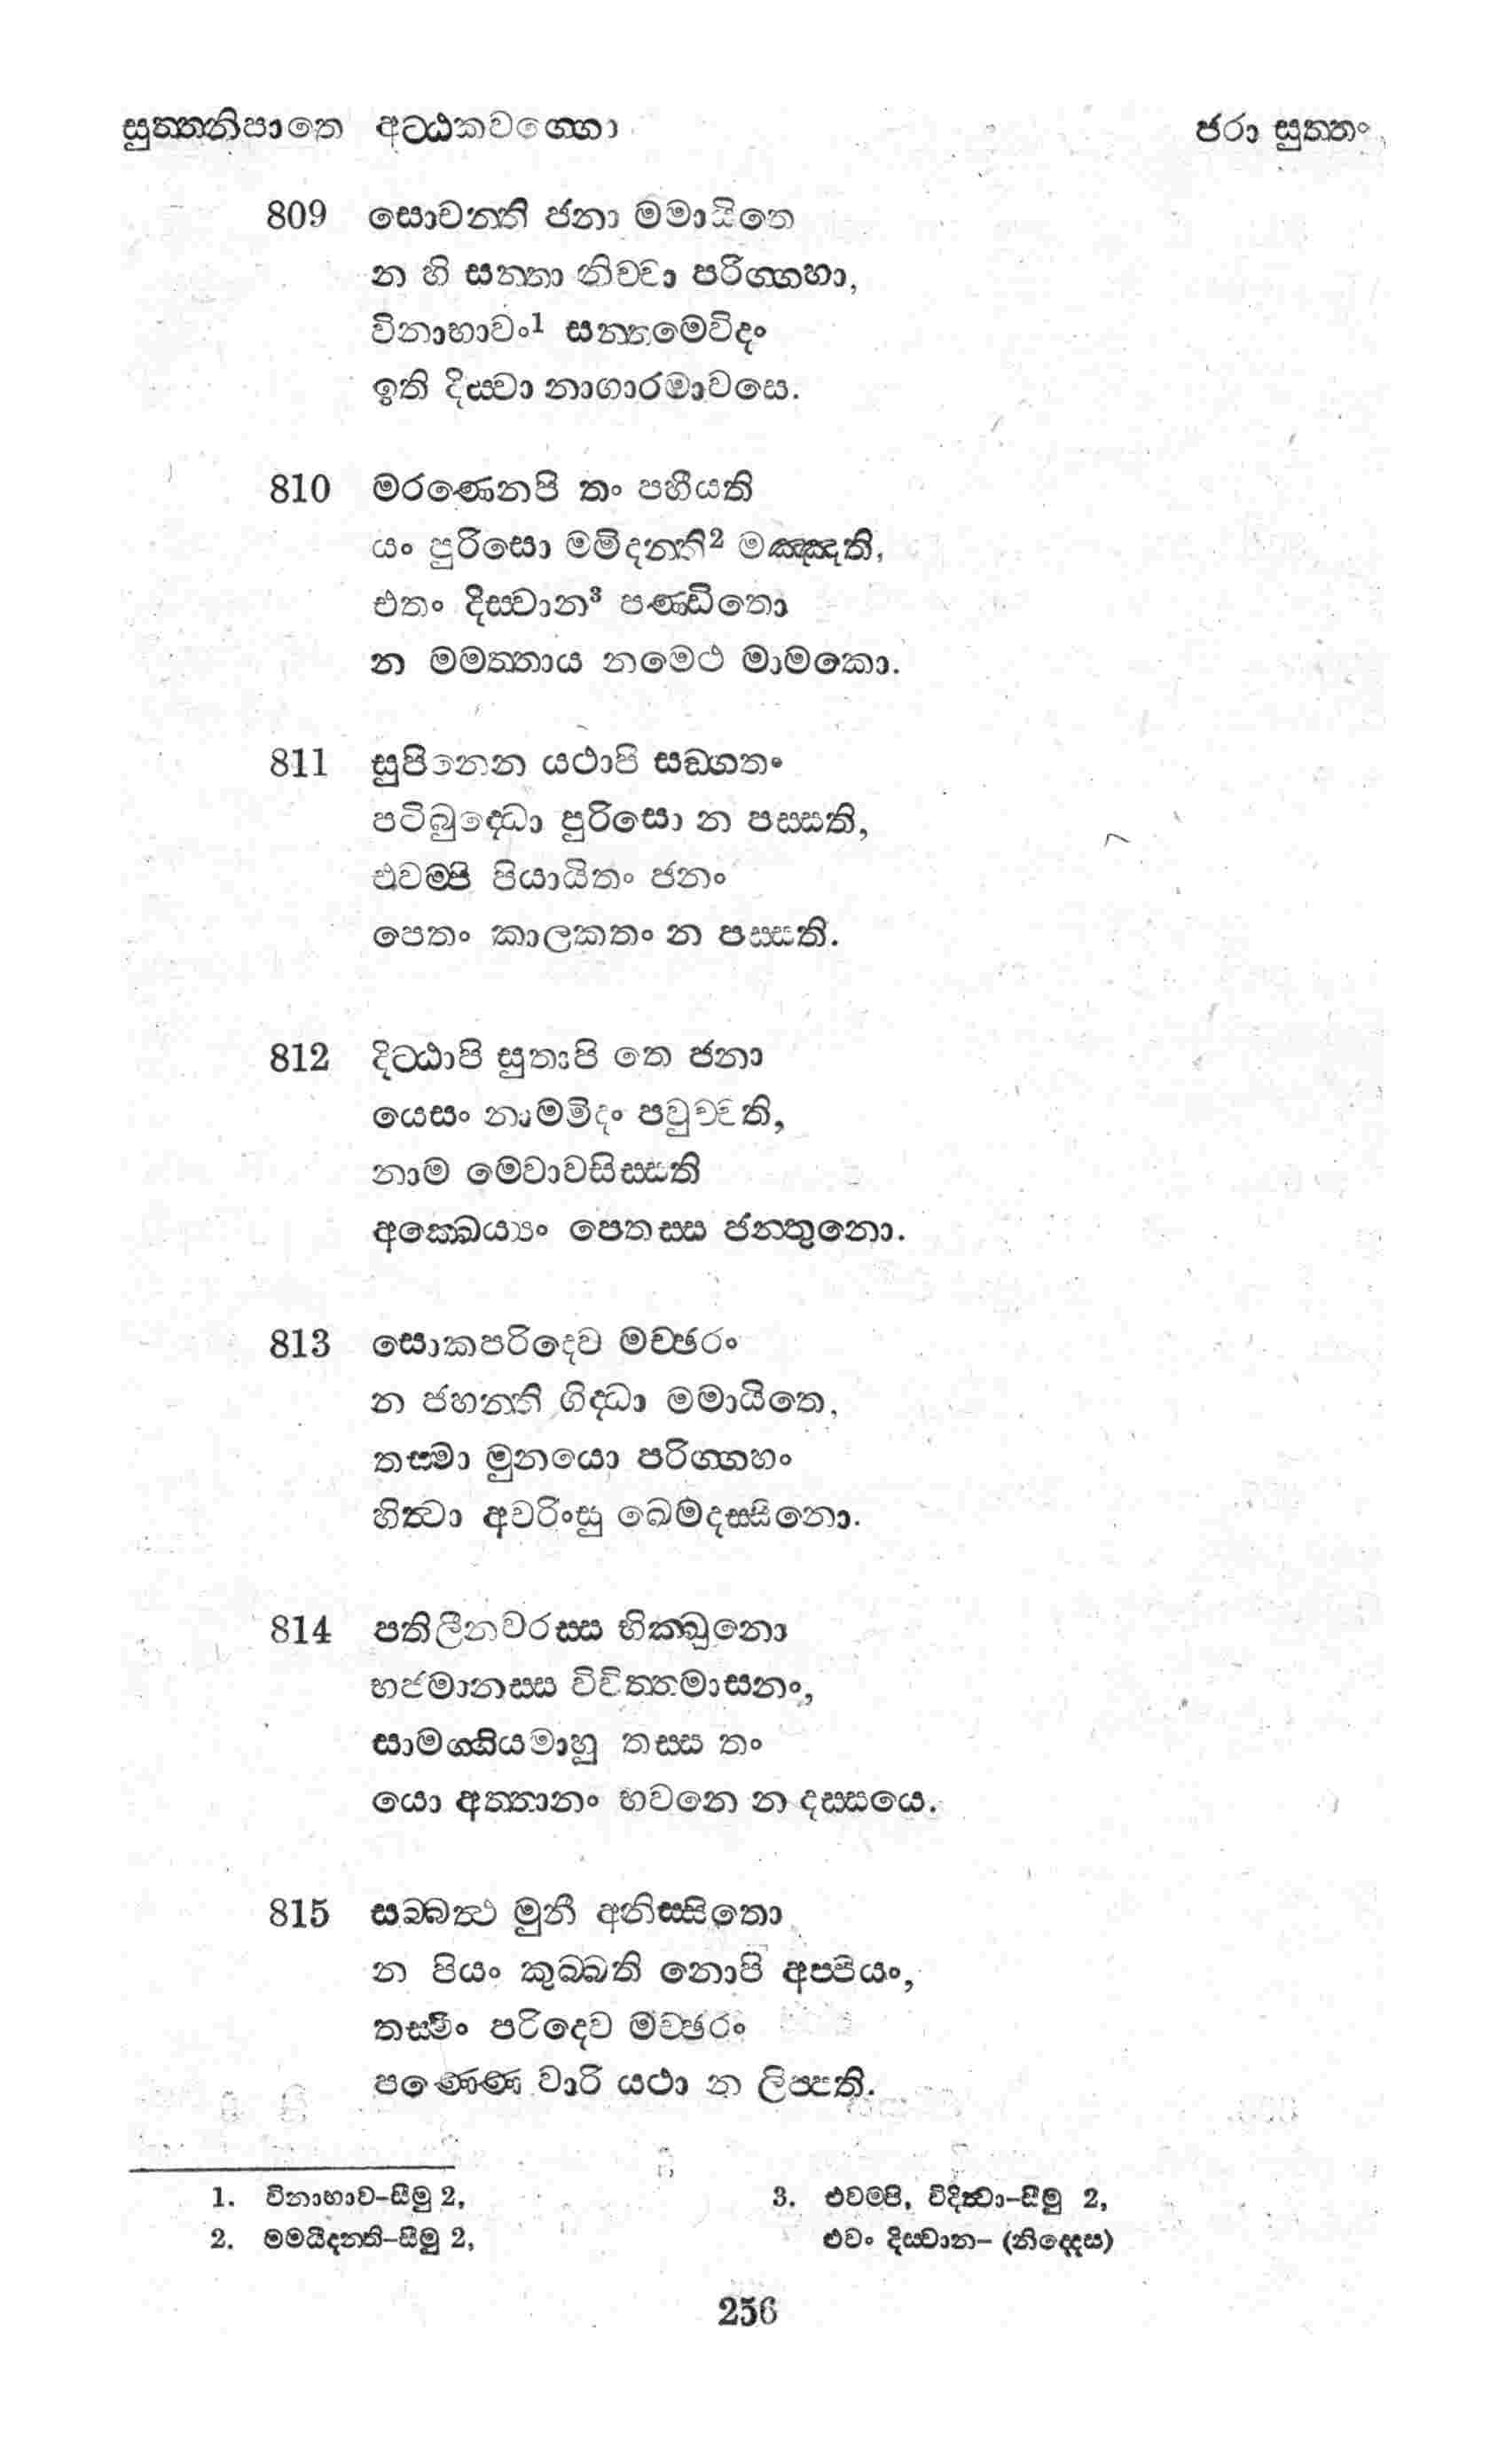 සුත්තනිපාතෙ අට්ඨකවග්ගො ජරා සුත්තං
809 සොචන්ති ජනා මමායිතෙ
න හි සන්තා නිච්චා පරිග්ගහා,
විනාභාවං1 සන්තමෙවිදං
ඉති දිස්වා නාගාරමාවසෙ.
810 මරණෙනපි තං පහීයති
යං පුරිසො මමිදන්ති2 මඤ්ඤති,
එතං දිස්වාන3 පණ්ඩිතො
න මමත්තාය නමෙථ මාමකො.
811 සුපිනෙන යථාපි සඞ්ගතං
පටිබුද්ධො පුරිසො න පස්සති,
එවම්පි පියායිතං ජනං
පෙතං කාලකතං න පස්සති.
812 දිට්ඨාපි සුතාපි තෙ ජනා
යෙසං නාමමිදං පවුච්චති,
නාම මෙවාවසිස්සති
අක්ඛෙය්‍යං පෙතස්ස ජන්තුනො.
813 සොකපරිදෙව මච්ඡරං
න ජහන්ති ගිද්ධා මමායිතෙ,
තස්මා මුනයො පරිග්ගහං
හිත්වා අචරිංසු ඛෙමදස්සිනො.
814 පතිලීනචරස්ස භික්ඛුනො
භජමානස්ස විවිත්තමාසනං,
සාමග්ගියමාහු තස්ස තං
යො අත්තානං භවනෙ න දස්සයෙ.
815 සබ්බත්ථ මුනී අනිස්සිතො
න පියං කුබ්බති නොපි අප්පියං,
තස්මිං පරිදෙව මච්ඡරං
පණ්ණෙ වාරි යථා න ලිප්පති.
1. විනාභාව-සීමු 2, 3. එවම්පි, විදිත්වා-සීමු 2,
2. මමයීදන්ති-සීමු 2, එවං දිස්වාන- (නිද්දෙස)
256